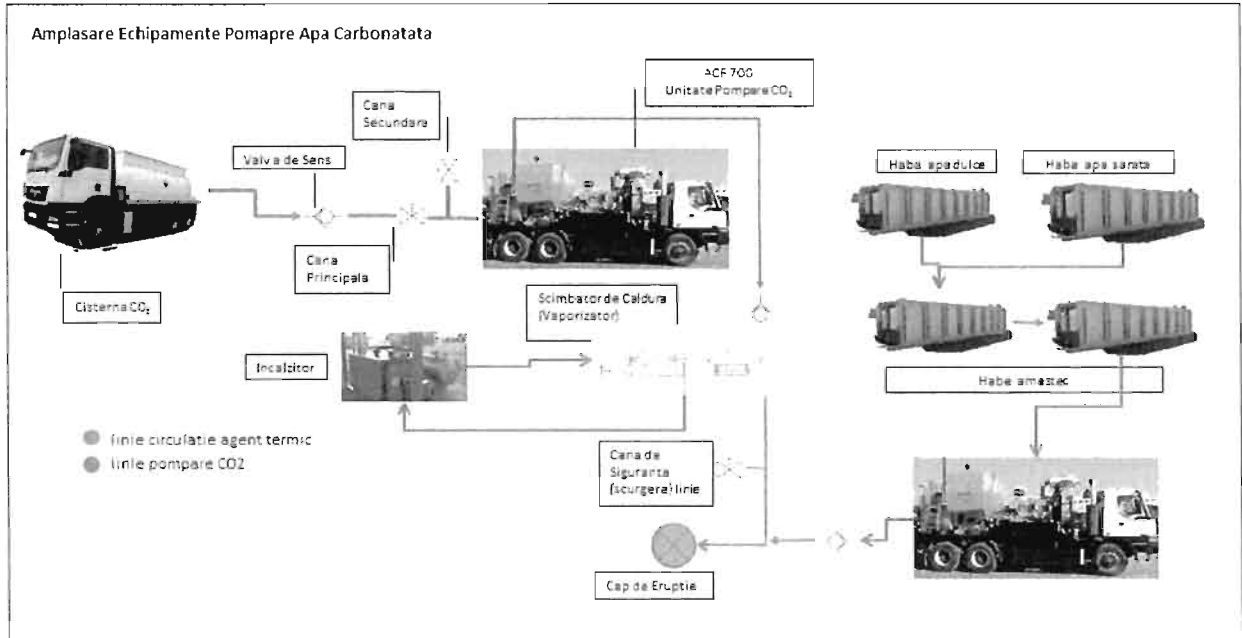 Amplasare Echipamente Pomapre Apa Carbonatata
ACF 700
Unitate Pompare CO₂
Cana
Secundara
Valva de Sens
Haba apa dulce
Haba apa sarata
Cana
Principala
Cisterna CO₂
Scimbator de Caldura
(Vaporizator)
Incalzitor
Habe amestec
linie circulatie agent termic
linie pompare CO2
Cana de
Siguranta
(scurgere) linie
Cap de Eruptie